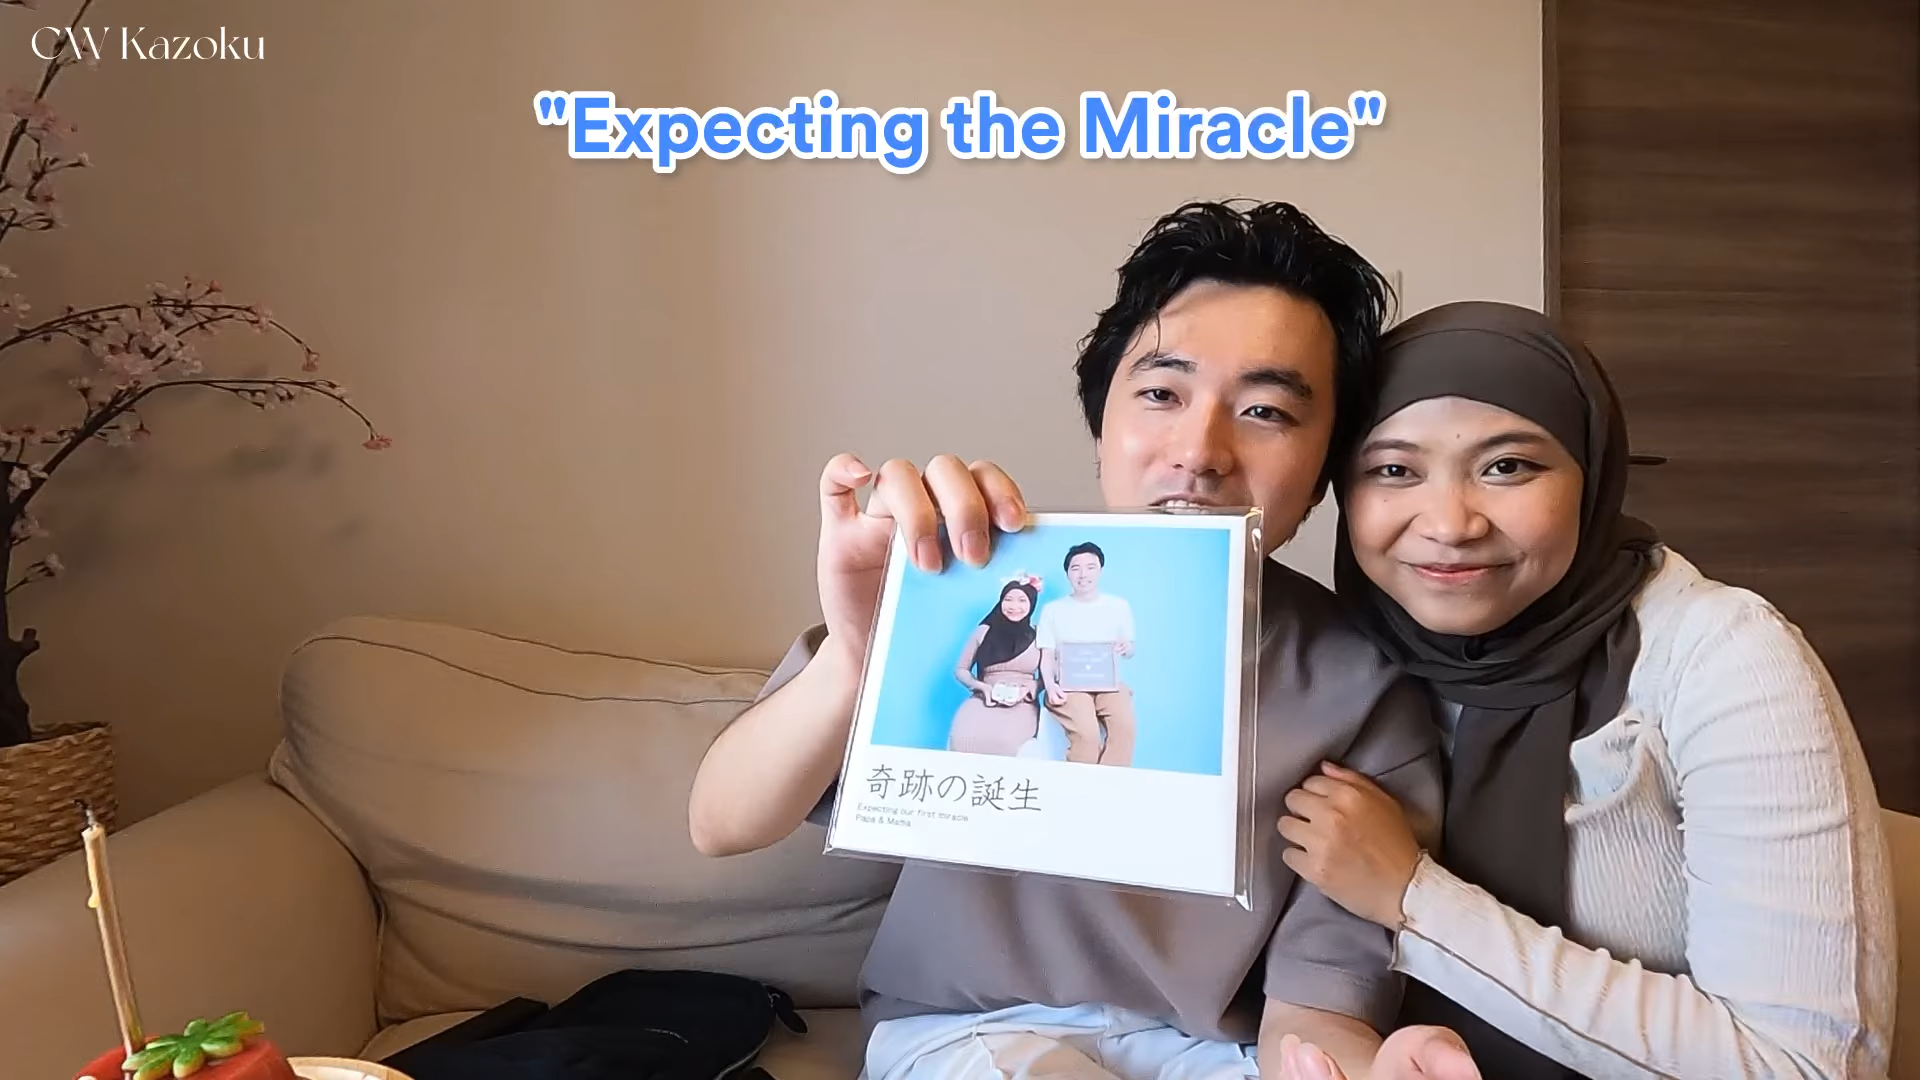 CW Kazoku
"Expecting the Miracle"
奇跡の誕生
Expecting our first miracle
Papa & Mama